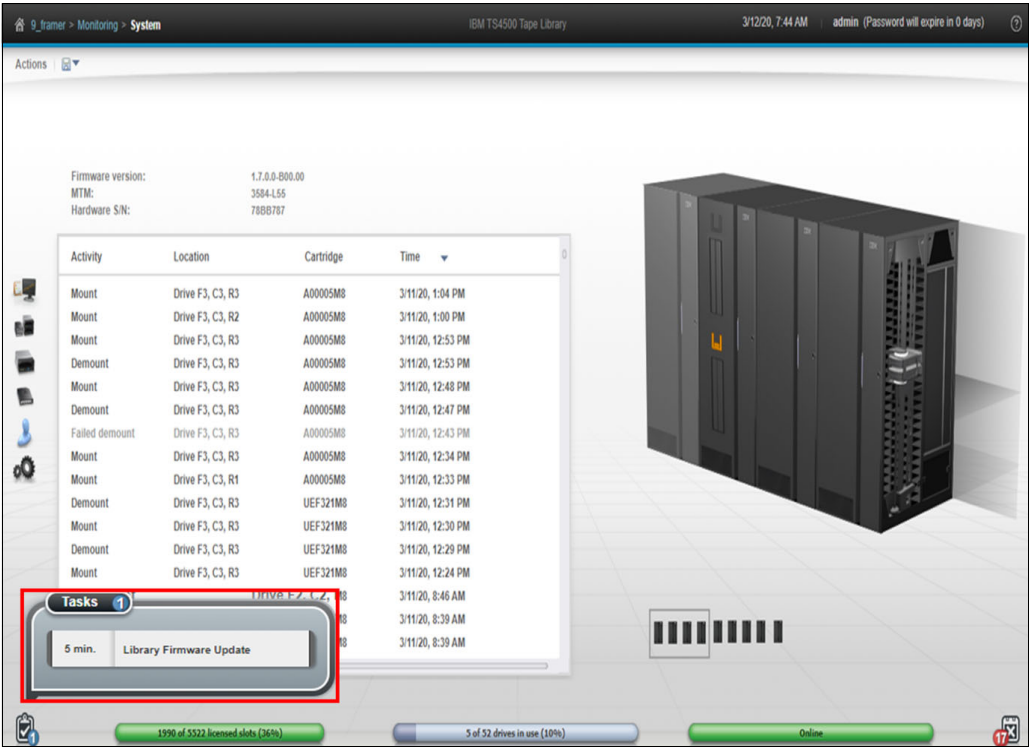 9_framer > Monitoring > System IBM TS4500 Tape Library 3/12/20, 7:44 AM admin (Password will expire in 0 days) ?
Actions
Firmware version: 1.7.0.0-B00.00
MTM: 3584-L55
Hardware S/N: 78BB787
Activity Location Cartridge Time
Mount Drive F3, C3, R3 A00005M8 3/11/20, 1:04 PM
Mount Drive F3, C3, R2 A00005M8 3/11/20, 1:00 PM
Mount Drive F3, C3, R3 A00005M8 3/11/20, 12:53 PM
Demount Drive F3, C3, R3 A00005M8 3/11/20, 12:53 PM
Mount Drive F3, C3, R3 A00005M8 3/11/20, 12:48 PM
Demount Drive F3, C3, R3 A00005M8 3/11/20, 12:47 PM
Failed demount Drive F3, C3, R3 A00005M8 3/11/20, 12:43 PM
Mount Drive F3, C3, R3 A00005M8 3/11/20, 12:34 PM
Mount Drive F3, C3, R1 A00005M8 3/11/20, 12:33 PM
Demount Drive F3, C3, R3 UEF321M8 3/11/20, 12:31 PM
Mount Drive F3, C3, R3 UEF321M8 3/11/20, 12:30 PM
Demount Drive F3, C3, R3 UEF321M8 3/11/20, 12:29 PM
Mount Drive F3, C3, R3 UEF321M8 3/11/20, 12:24 PM
Drive F2, C2, M8 3/11/20, 8:46 AM
M8 3/11/20, 8:39 AM
M8 3/11/20, 8:39 AM
Tasks 1
5 min. Library Firmware Update
1 1990 of 5522 licensed slots (36%) 5 of 52 drives in use (10%) Online 17